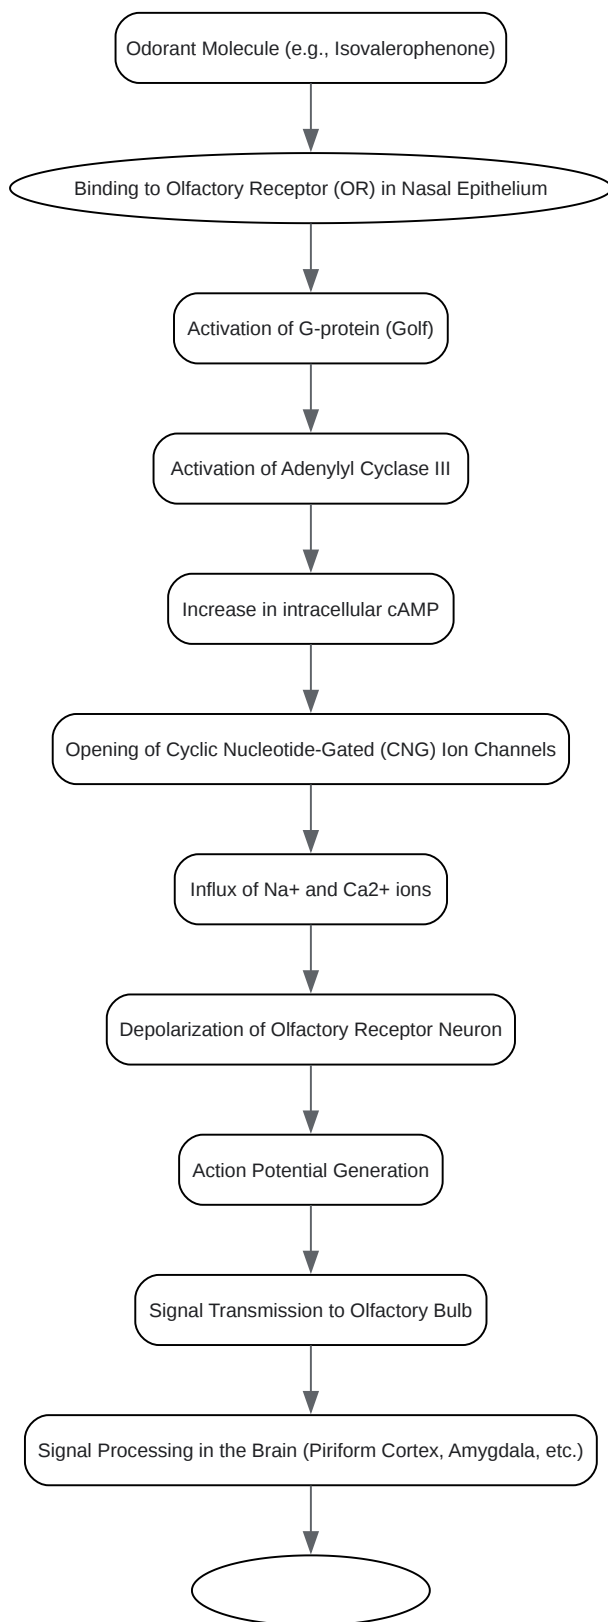 Odorant Molecule (e.g., Isovalerophenone)
Binding to Olfactory Receptor (OR) in Nasal Epithelium
Activation of G-protein (Golf)
Activation of Adenylyl Cyclase III
Increase in intracellular cAMP
Opening of Cyclic Nucleotide-Gated (CNG) Ion Channels
Influx of Na+ and Ca2+ ions
Depolarization of Olfactory Receptor Neuron
Action Potential Generation
Signal Transmission to Olfactory Bulb
Signal Processing in the Brain (Piriform Cortex, Amygdala, etc.)